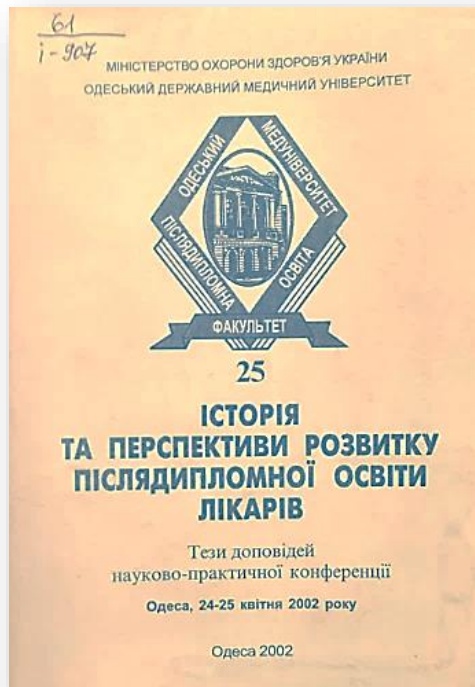 61
і-907
МІНІСТЕРСТВО ОХОРОНИ ЗДОРОВ'Я УКРАЇНИ
ОДЕСЬКИЙ ДЕРЖАВНИЙ МЕДИЧНИЙ УНІВЕРСИТЕТ
ОДЕСЬКИЙ
МЕДУНІВЕРСИТЕТ
ПІСЛЯДИПЛОМНА
ОСВІТА
ФАКУЛЬТЕТ
25
ІСТОРІЯ
ТА ПЕРСПЕКТИВИ РОЗВИТКУ
ПІСЛЯДИПЛОМНОЇ ОСВІТИ
ЛІКАРІВ
Тези доповідей
науково-практичної конференції
Одеса, 24-25 квітня 2002 року
Одеса 2002